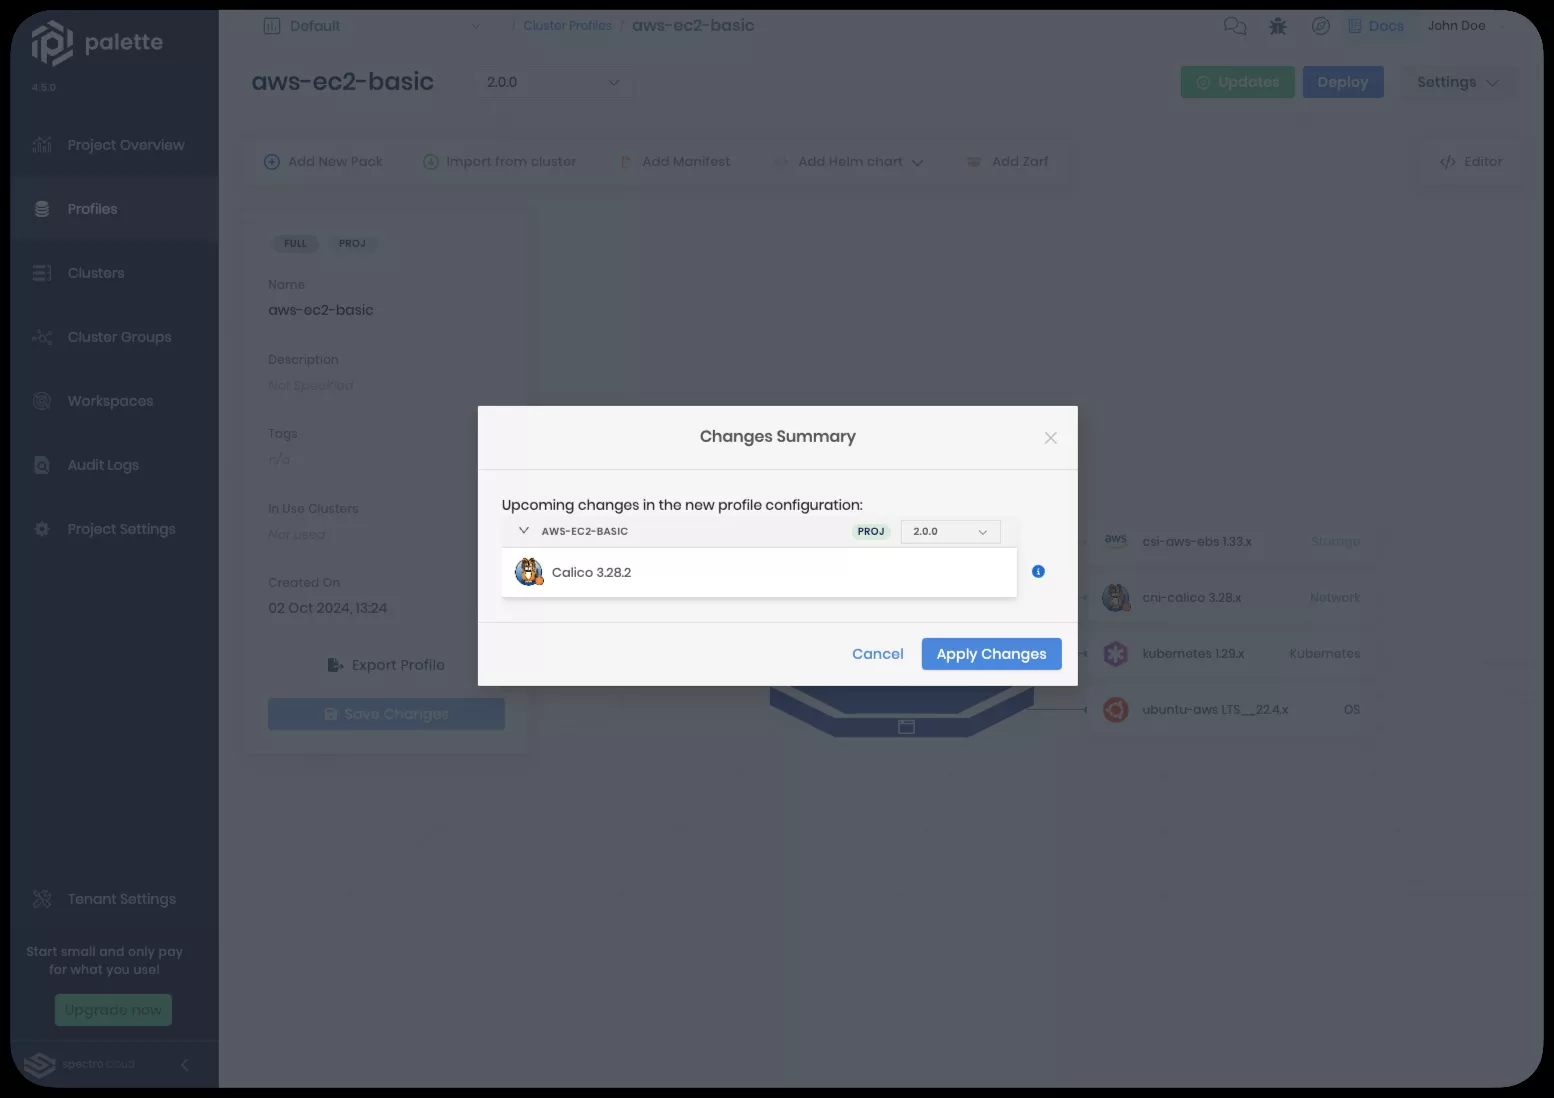 palette
4.5.0
Default
Cluster Profiles / aws-ec2-basic
Docs
John Doe
aws-ec2-basic
2.0.0
Updates
Deploy
Settings
Project Overview
Profiles
Clusters
Cluster Groups
Workspaces
Audit Logs
Project Settings
Tenant Settings
Start small and only pay
for what you use!
Upgrade now
spectro cloud
Add New Pack
Import from cluster
Add Manifest
Add Helm chart
Add Zarf
</> Editor
FULL
PROJ
Name
aws-ec2-basic
Description
Not Specified
Tags
n/a
In Use Clusters
Not used
Created On
02 Oct 2024, 13:24
Export Profile
Save Changes
Changes Summary
Upcoming changes in the new profile configuration:
AWS-EC2-BASIC PROJ 2.0.0
Calico 3.28.2
Cancel
Apply Changes
aws csi-aws-ebs 1.33.x Storage
cni-calico 3.28.x Network
kubernetes 1.29.x Kubernetes
ubuntu-aws LTS__22.4.x OS